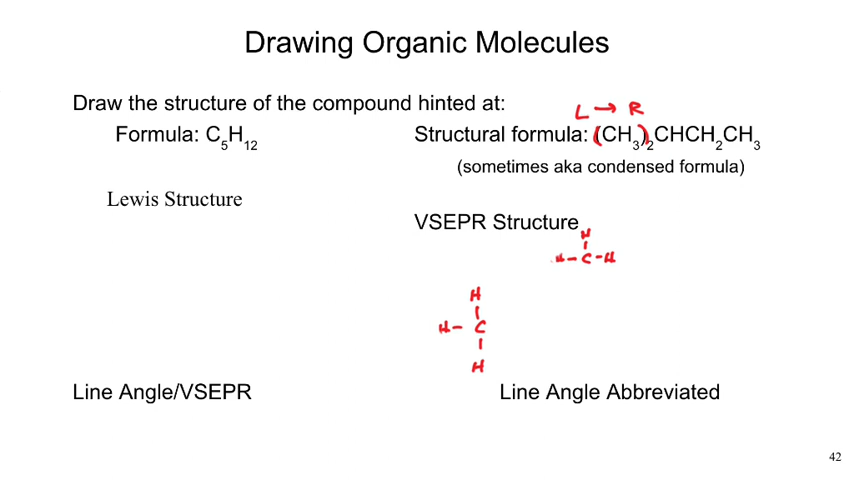 Drawing Organic Molecules
Draw the structure of the compound hinted at:
L → R
Formula: C5H12
Structural formula: (CH3)2CHCH2CH3
(sometimes aka condensed formula)
Lewis Structure
VSEPR Structure
H
H-C-H
H
H-C
H
Line Angle/VSEPR
Line Angle Abbreviated
42